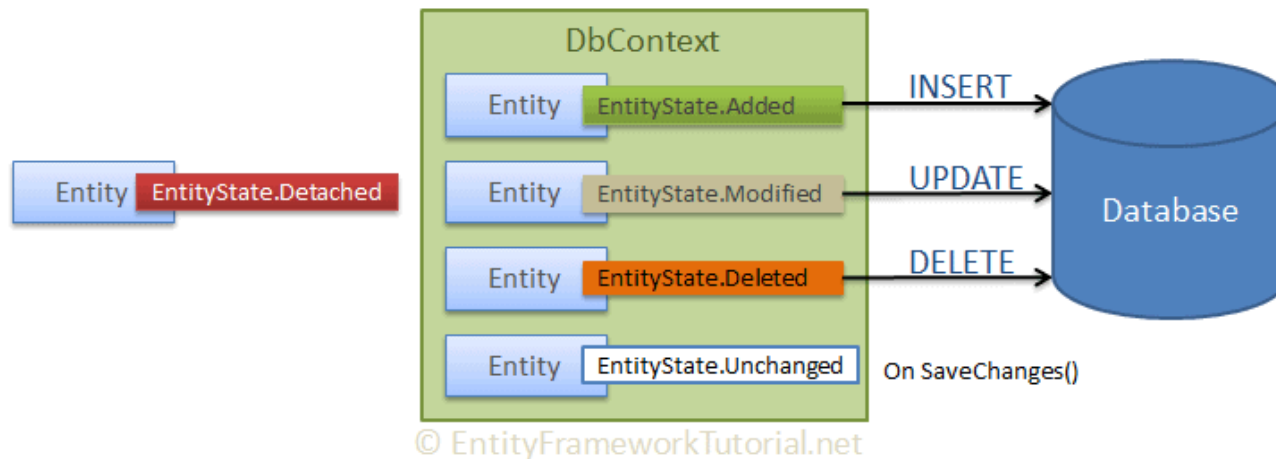 DbContext
Entity EntityState.Added
INSERT
Entity EntityState.Detached
Entity EntityState.Modified
UPDATE
Database
Entity EntityState.Deleted
DELETE
Entity EntityState.Unchanged
On SaveChanges()
© EntityFrameworkTutorial.net